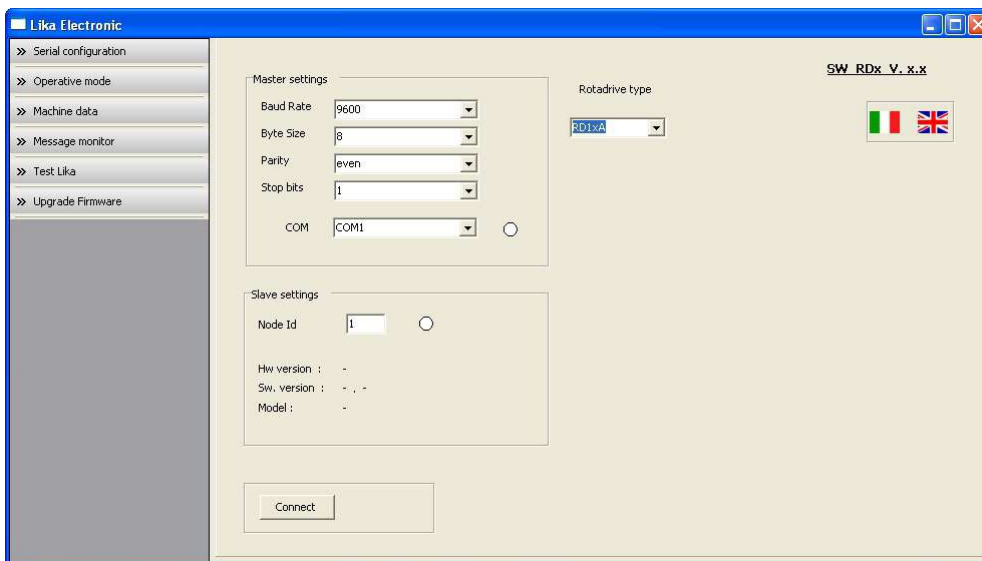 Lika Electronic
» Serial configuration
» Operative mode
» Machine data
» Message monitor
» Test Lika
» Upgrade Firmware
Master settings
Baud Rate 9600
Byte Size 8
Parity even
Stop bits 1
COM COM1
Rotadrive type
RD1xA
SW RDx V. x.x
Slave settings
Node Id 1
Hw version : -
Sw. version : - . -
Model : -
Connect